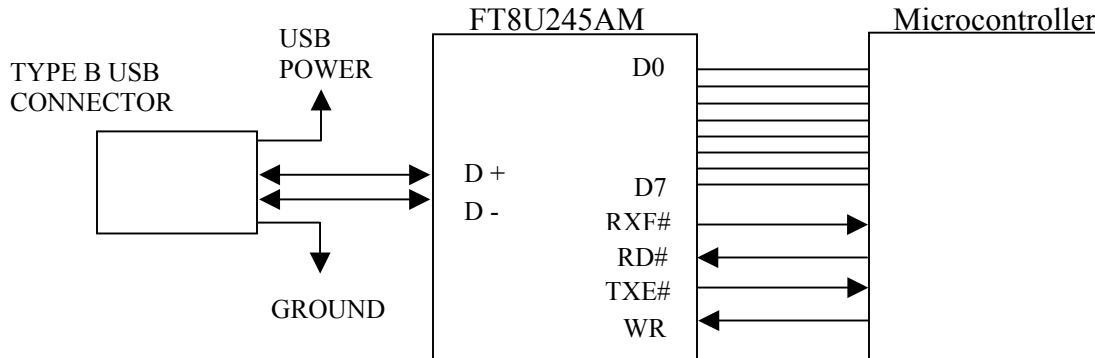 FT8U245AM
Microcontroller
USB
POWER
TYPE B USB
CONNECTOR
D0
D +
D -
D7
RXF#
RD#
TXE#
WR
GROUND